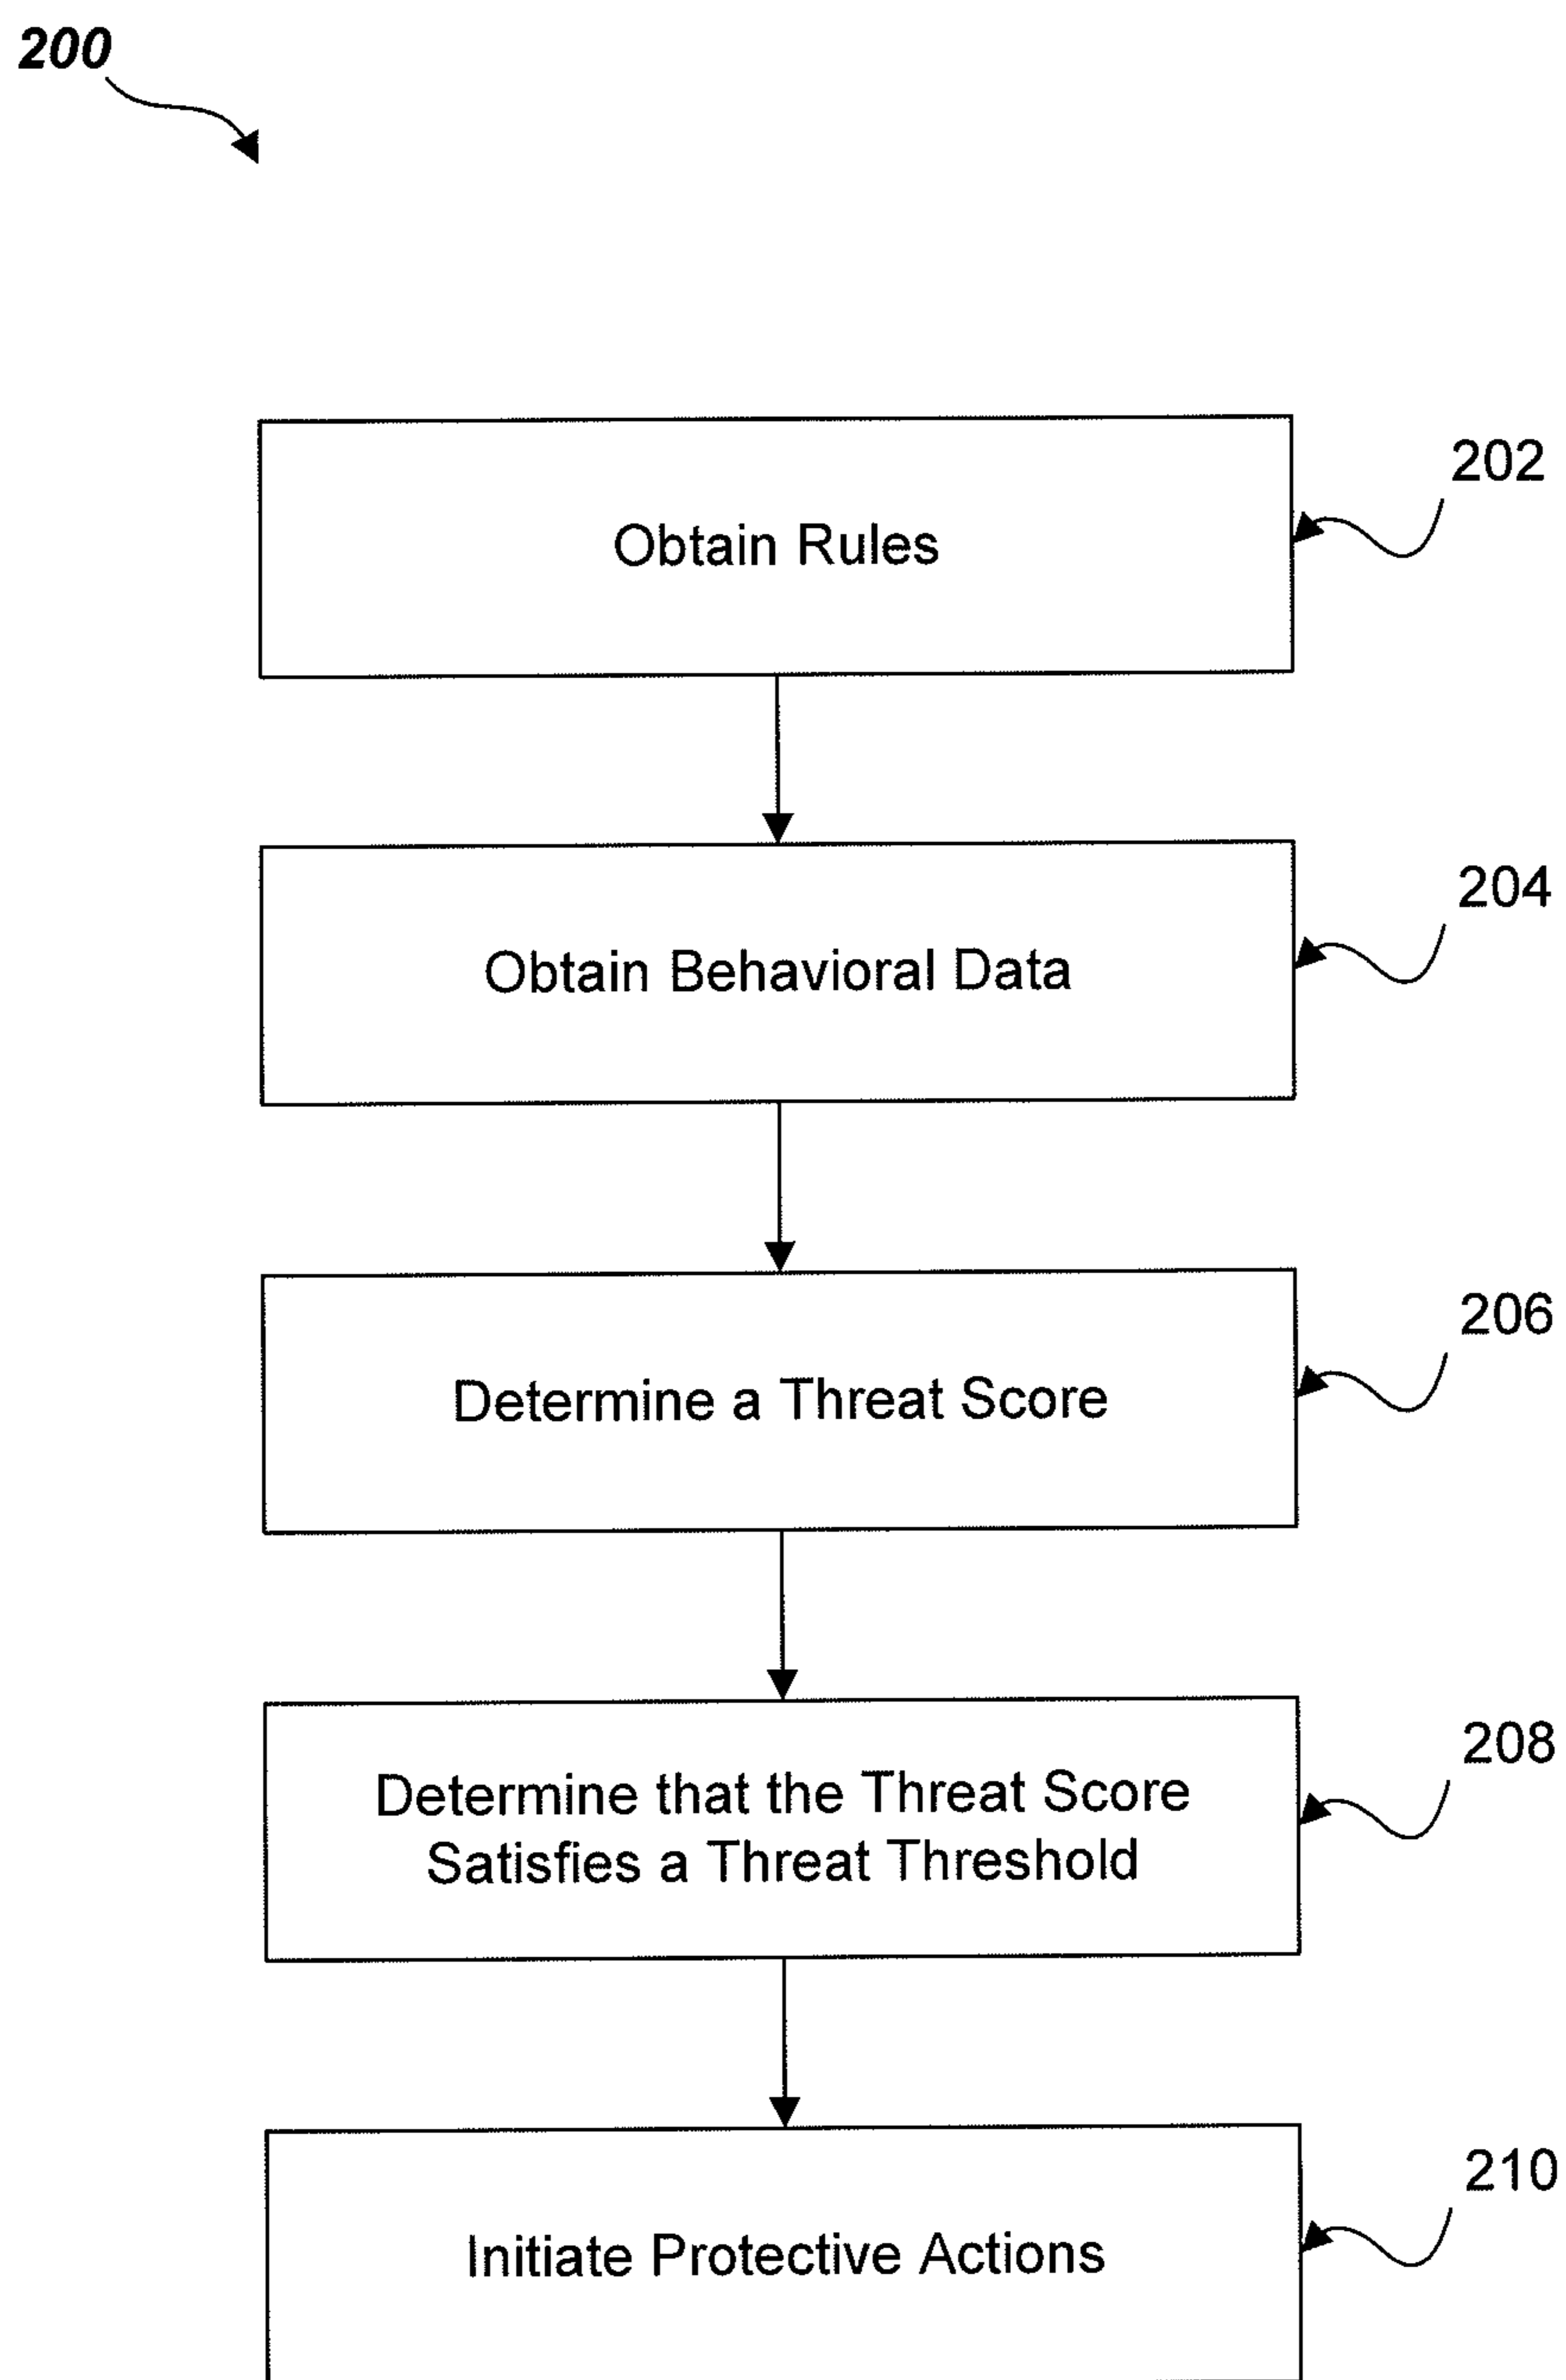 200
202
Obtain Rules
204
Obtain Behavioral Data
206
Determine a Threat Score
208
Determine that the Threat Score
Satisfies a Threat Threshold
210
Initiate Protective Actions